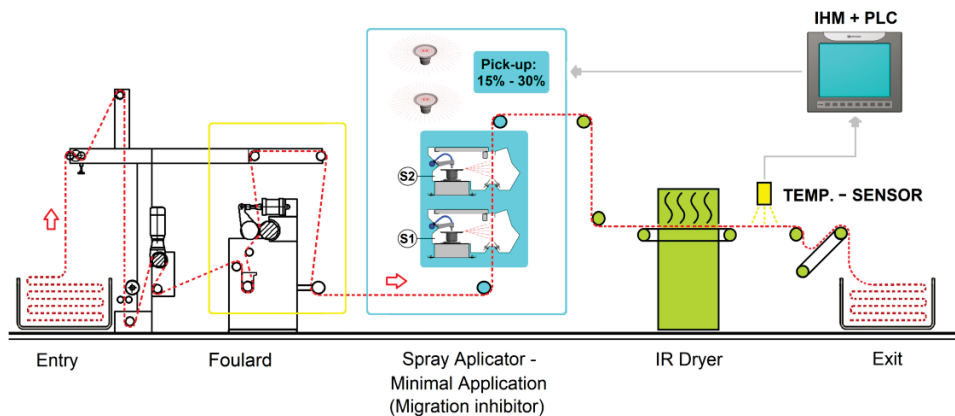 IHM + PLC
Pick-up:
15% - 30%
S2
S1
TEMP. - SENSOR
Entry
Foulard
Spray Aplicator -
Minimal Application
(Migration inhibitor)
IR Dryer
Exit